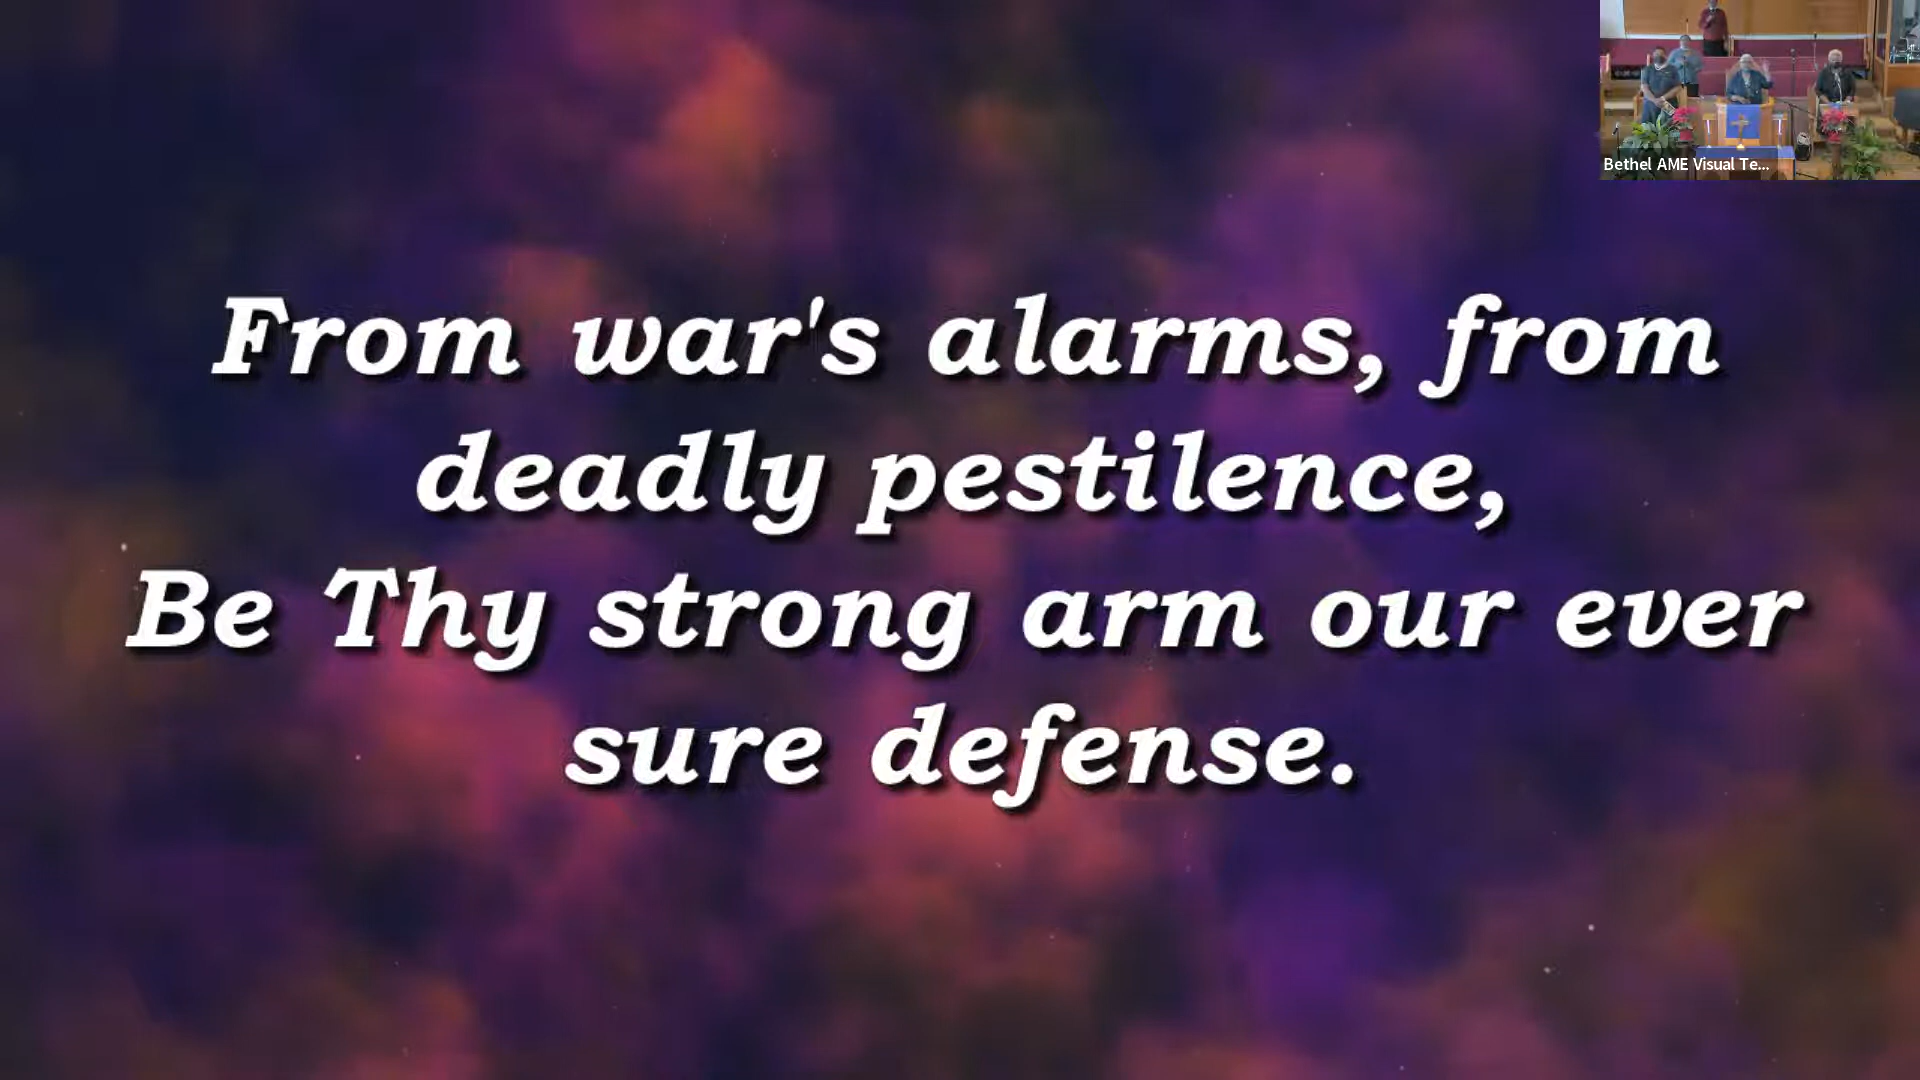 Bethel AME Visual Te...
From war's alarms, from
deadly pestilence,
Be Thy strong arm our ever
sure defense.